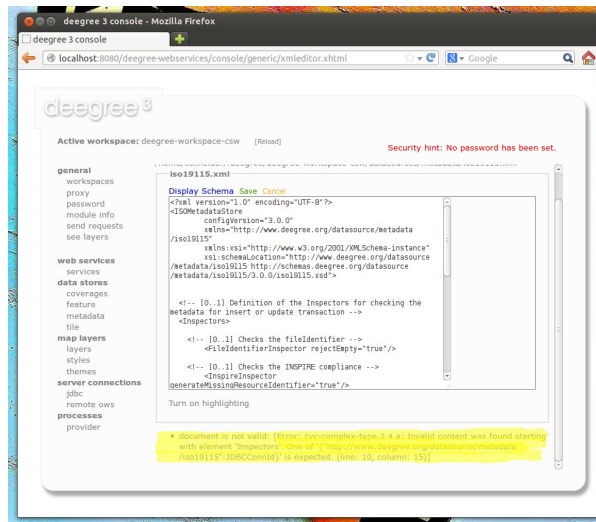 deegree 3 console - Mozilla Firefox
deegree 3 console
localhost:8080/deegree-webservices/console/generic/xmleditor.xhtml
Google
deegree 3
Active workspace: deegree-workspace-csw [Reload]
Security hint: No password has been set.
general
workspaces
proxy
password
module info
send requests
see layers
web services
services
data stores
coverages
feature
metadata
tile
map layers
layers
styles
themes
server connections
jdbc
remote ows
processes
provider
iso19115.xml
Display Schema Save Cancel
<?xml version="1.0" encoding="UTF-8"?>
<ISOMetadataStore
configVersion="3.0.0"
xmlns="http://www.deegree.org/datasource/metadata
/iso19115"
xmlns:xsi="http://www.w3.org/2001/XMLSchema-instance"
xsi:schemaLocation="http://www.deegree.org/datasource
/metadata/iso19115 http://schemas.deegree.org/datasource
/metadata/iso19115/3.0.0/iso19115.xsd">
<!-- [0..1] Definition of the Inspectors for checking the
metadata for insert or update transaction -->
<Inspectors>
<!-- [0..1] Checks the fileIdentifier -->
<FileIdentifierInspector rejectEmpty="true"/>
<!-- [0..1] Checks the INSPIRE compliance -->
<InspireInspector
generateMissingResourceIdentifier="true"/>
Turn on highlighting
document is not valid: [Error: cvc-complex-type.2.4.a: Invalid content was found starting
with element 'Inspectors'. One of '{"http://www.deegree.org/datasource/metadata
/iso19115":JDBCConnId}' is expected. (line: 10, column: 15)]